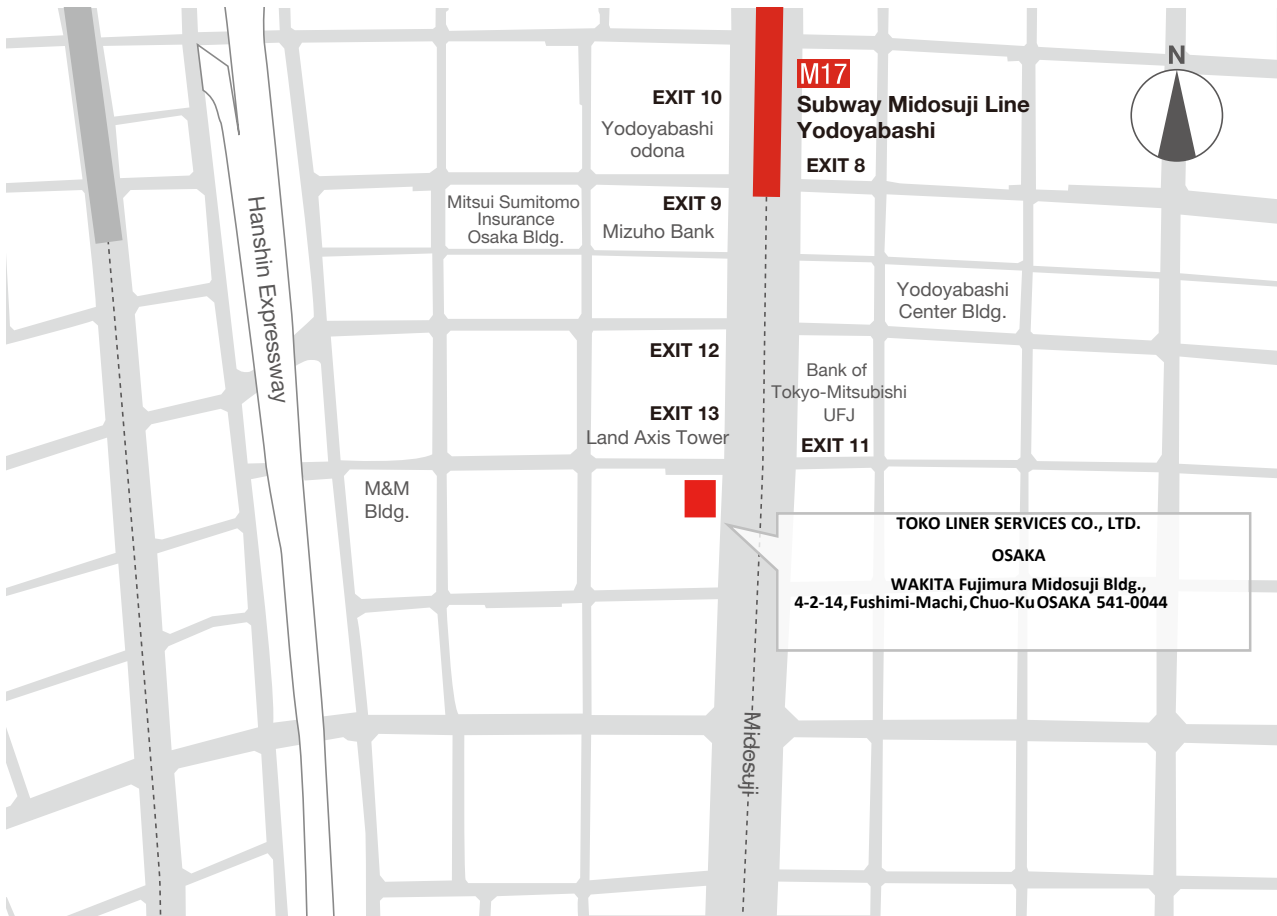 N
M17
Subway Midosuji Line
Yodoyabashi
EXIT 10
Yodoyabashi
odona
EXIT 8
Mitsui Sumitomo
Insurance
Osaka Bldg.
EXIT 9
Mizuho Bank
Hanshin Expressway
Yodoyabashi
Center Bldg.
EXIT 12
Bank of
Tokyo-Mitsubishi
UFJ
EXIT 13
Land Axis Tower
EXIT 11
M&M
Bldg.
TOKO LINER SERVICES CO., LTD.
OSAKA
WAKITA Fujimura Midosuji Bldg.,
4-2-14, Fushimi-Machi, Chuo-Ku OSAKA 541-0044
Midosuji